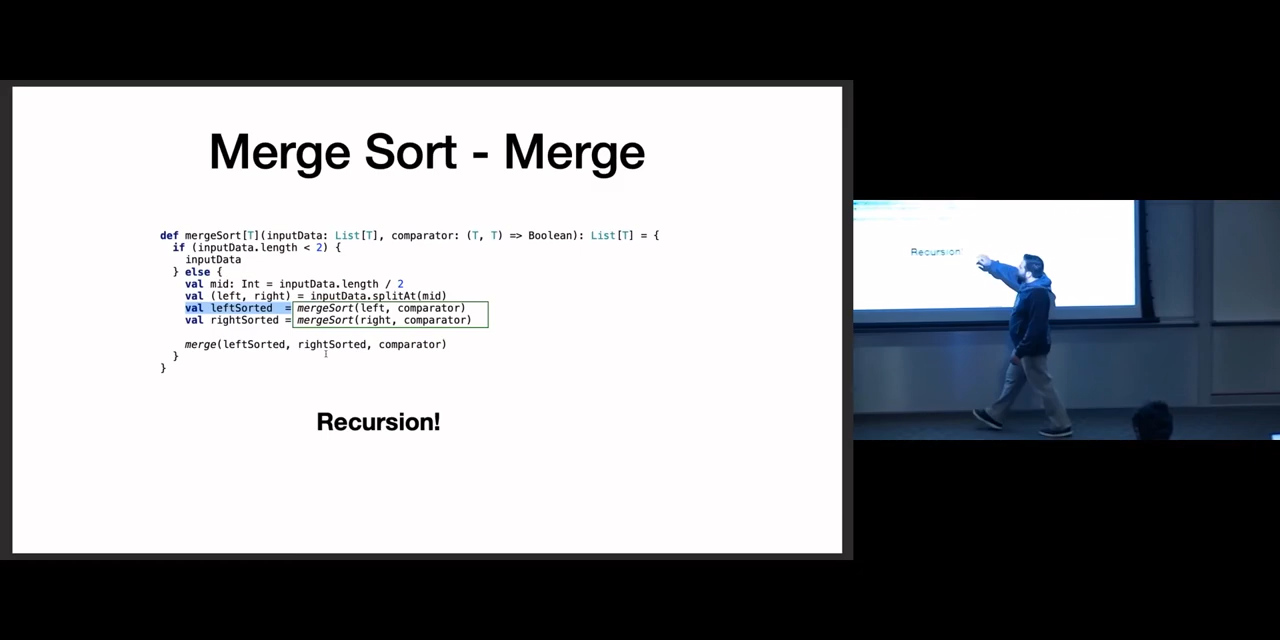 Merge Sort - Merge
def mergeSort[T](inputData: List[T], comparator: (T, T) => Boolean): List[T] = {
if (inputData.length < 2) {
inputData
} else {
val mid: Int = inputData.length / 2
val (left, right) = inputData.splitAt(mid)
val leftSorted  = mergeSort(left, comparator)
val rightSorted = mergeSort(right, comparator)
merge(leftSorted, rightSorted, comparator)
}
}
Recursion!
Recursion!